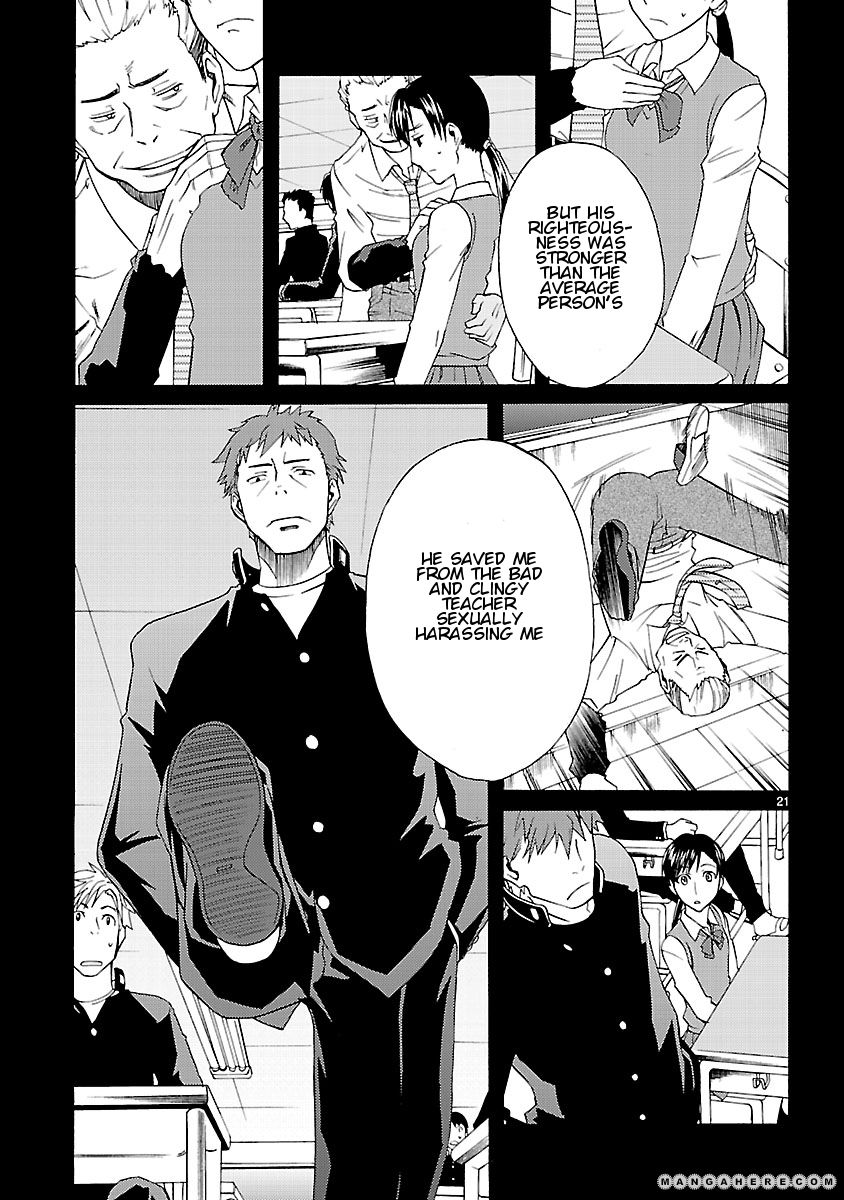 BUT HIS
RIGHTEOUS-
NESS WAS
STRONGER
THAN THE
AVERAGE
PERSON'S
HE SAVED ME
FROM THE BAD
AND CLINGY
TEACHER
SEXUALLY
HARASSING ME
21
MANGAHERE.COM